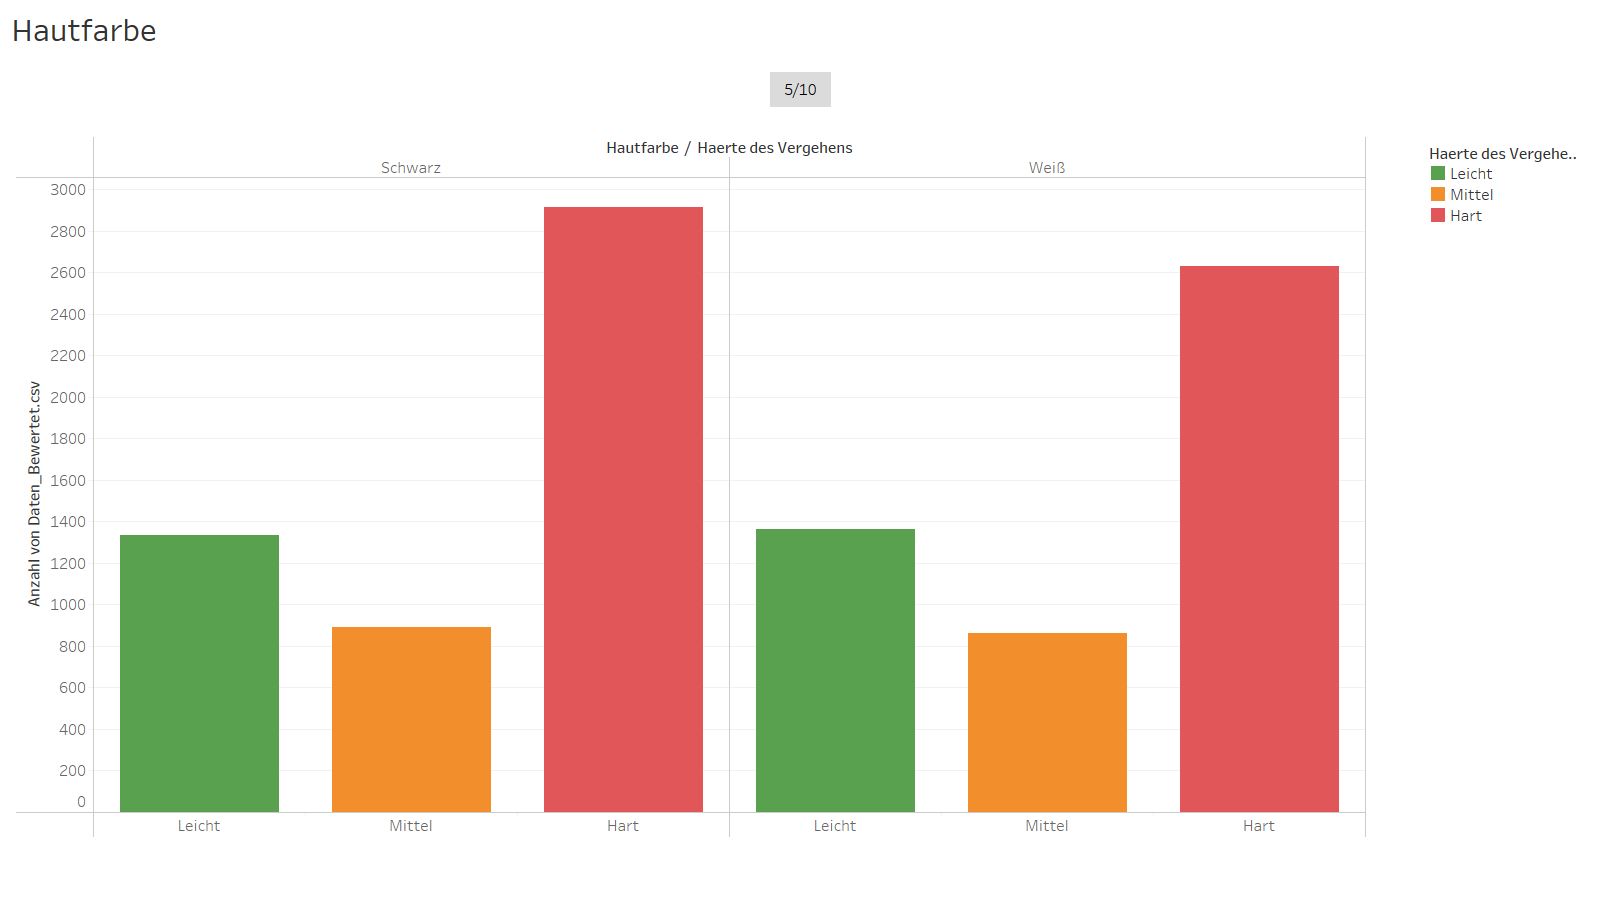 Hautfarbe
5/10
Hautfarbe / Haerte des Vergehens
Schwarz
Weiß
Haerte des Vergehe..
Leicht
Mittel
Hart
Anzahl von Daten_Bewertet.csv
3000
2800
2600
2400
2200
2000
1800
1600
1400
1200
1000
800
600
400
200
0
Leicht
Mittel
Hart
Leicht
Mittel
Hart